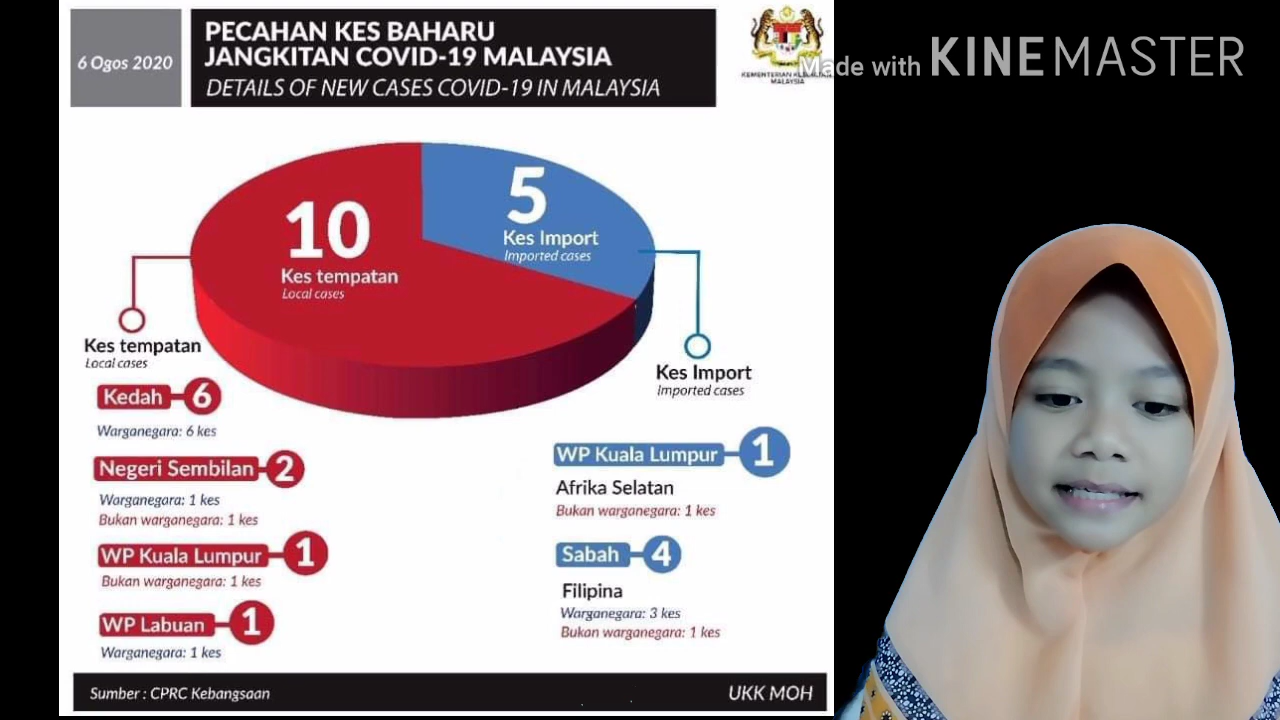 6 Ogos 2020
PECAHAN KES BAHARU
JANGKITAN COVID-19 MALAYSIA
DETAILS OF NEW CASES COVID-19 IN MALAYSIA
KEMENTERIAN KESIHATAN
MALAYSIA
Made with KINEMASTER
10
Kes tempatan
Local cases
5
Kes Import
Imported cases
Kes tempatan
Local cases
Kedah 6
Warganegara: 6 kes
Negeri Sembilan 2
Warganegara: 1 kes
Bukan warganegara: 1 kes
WP Kuala Lumpur 1
Bukan warganegara: 1 kes
WP Labuan 1
Warganegara: 1 kes
Kes Import
Imported cases
WP Kuala Lumpur 1
Afrika Selatan
Bukan warganegara: 1 kes
Sabah 4
Filipina
Warganegara: 3 kes
Bukan warganegara: 1 kes
Sumber : CPRC Kebangsaan
UKK MOH